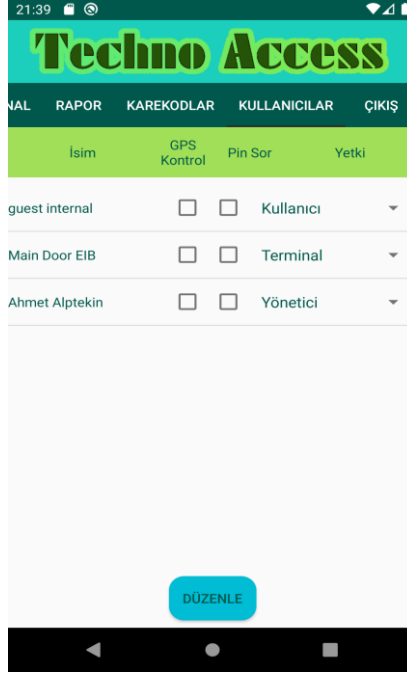 21:39
Techno Access
NAL RAPOR KAREKODLAR KULLANICILAR ÇIKIŞ
İsim GPS Kontrol Pin Sor Yetki
guest internal Kullanıcı
Main Door EIB Terminal
Ahmet Alptekin Yönetici
DÜZENLE